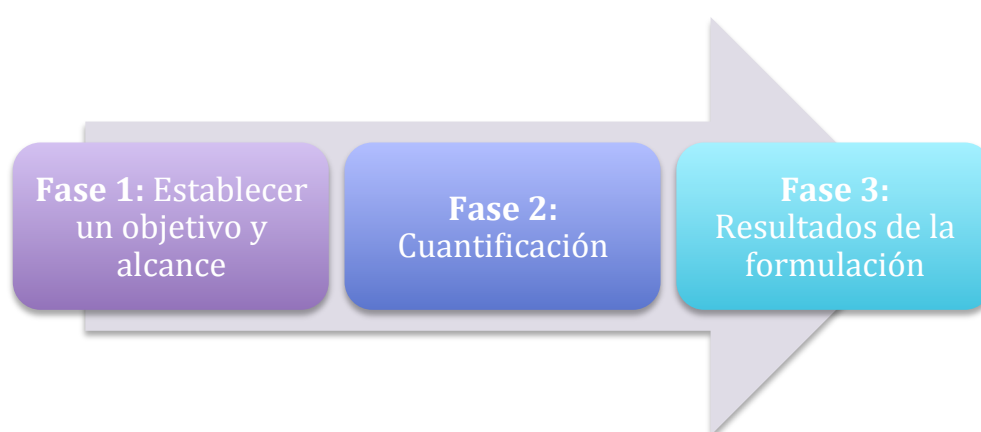 Fase 1: Establecer
un objetivo y
alcance
Fase 2:
Cuantificación
Fase 3:
Resultados de la
formulación